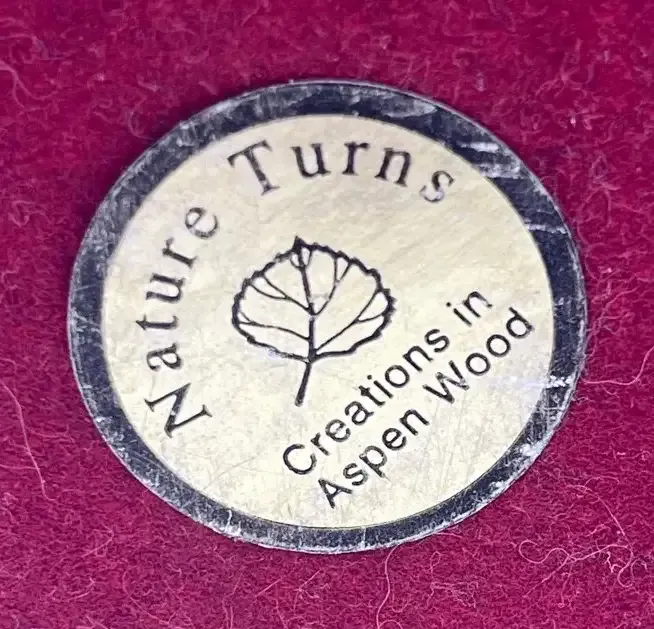 Nature Turns
Creations in
Aspen Wood